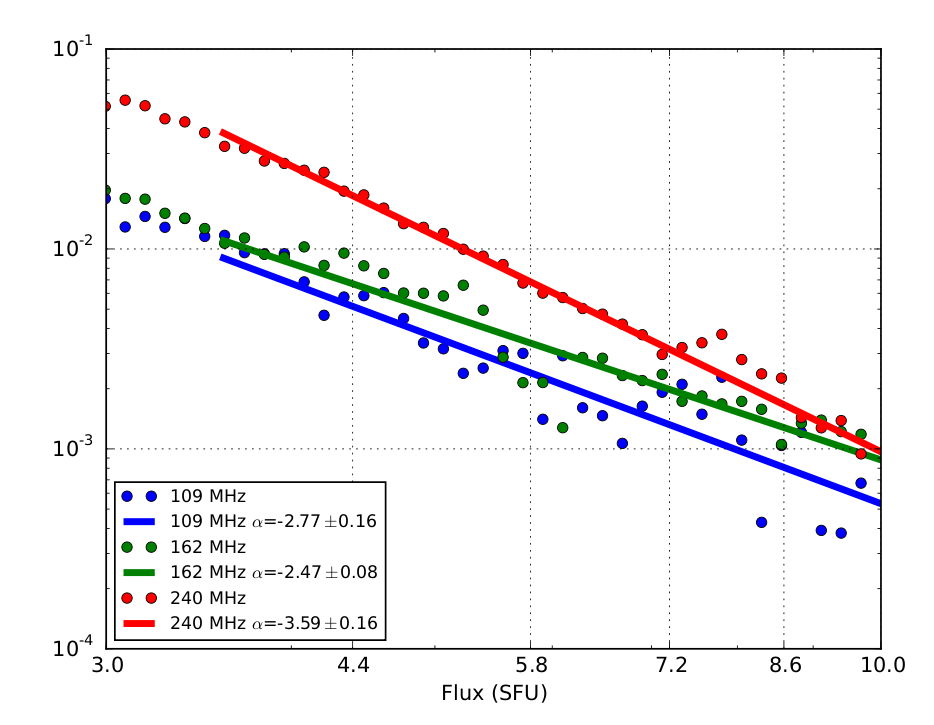 10^-1
10^-2
10^-3
10^-4
109 MHz
109 MHz α=-2.77±0.16
162 MHz
162 MHz α=-2.47±0.08
240 MHz
240 MHz α=-3.59±0.16
3.0 4.4 5.8 7.2 8.6 10.0
Flux (SFU)